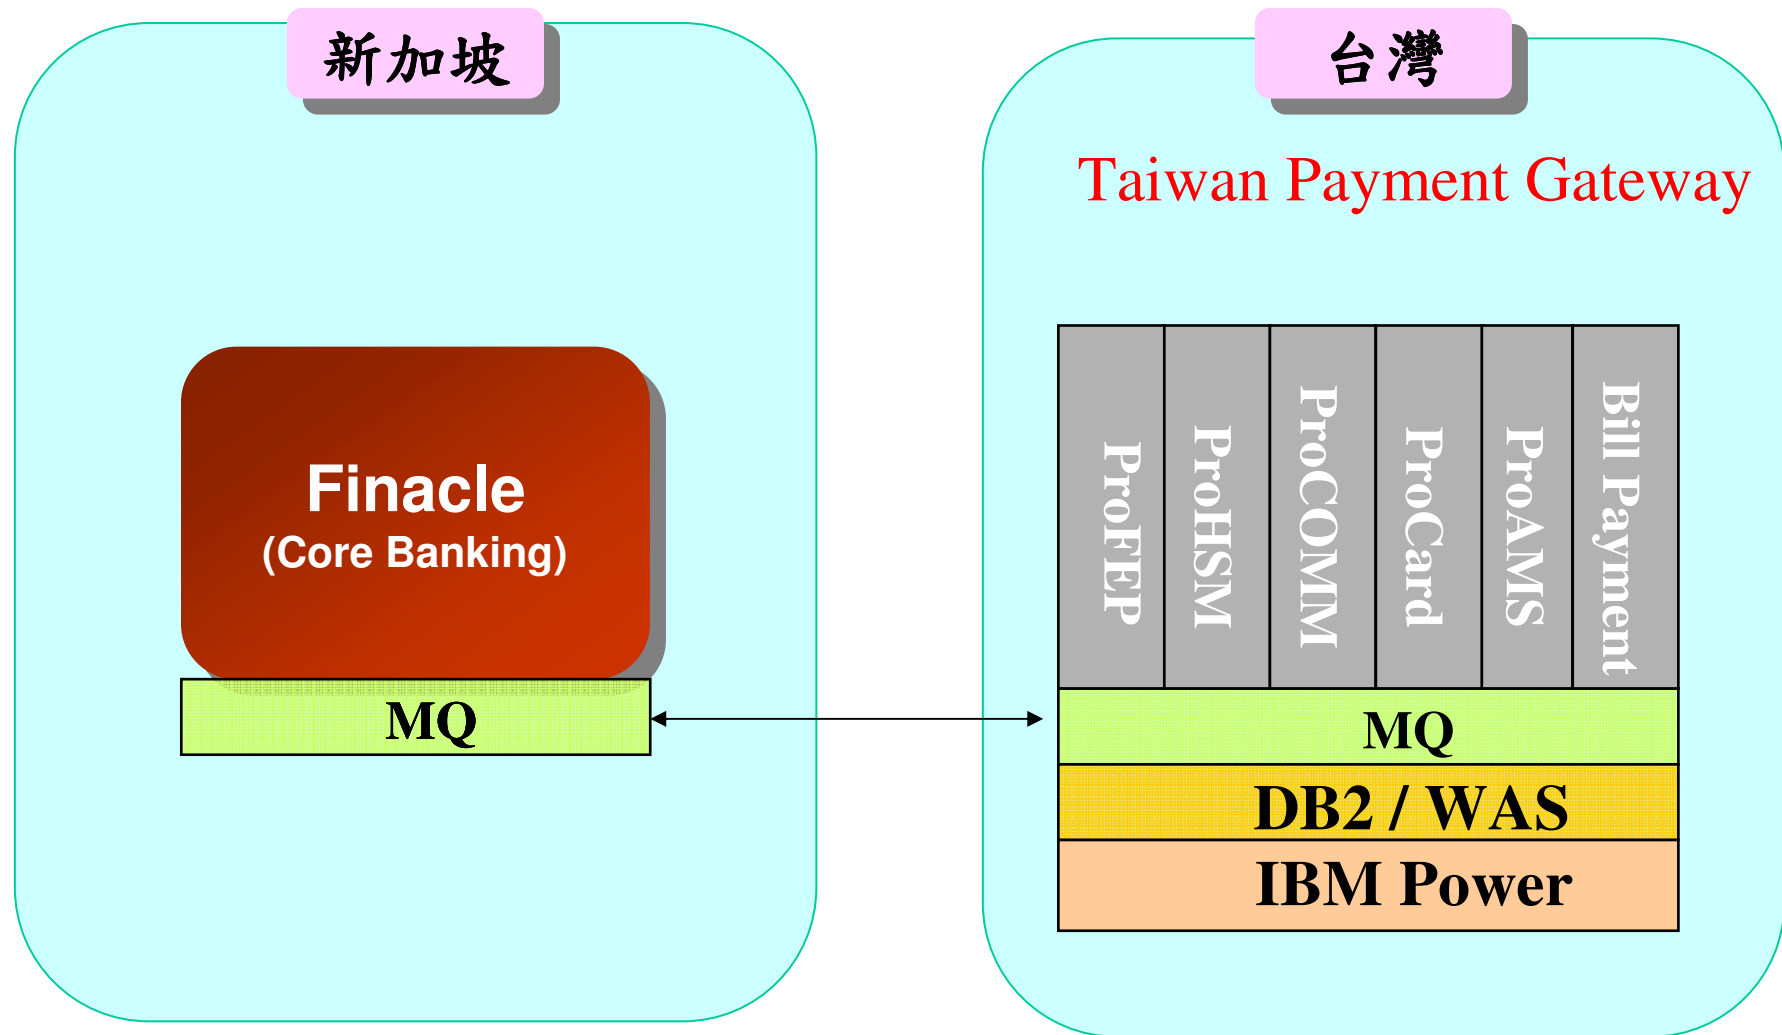 新加坡
Finacle
(Core Banking)
MQ
台灣
Taiwan Payment Gateway
ProFEP
ProHSM
ProCOMM
ProCard
ProAMS
Bill Payment
MQ
DB2 / WAS
IBM Power